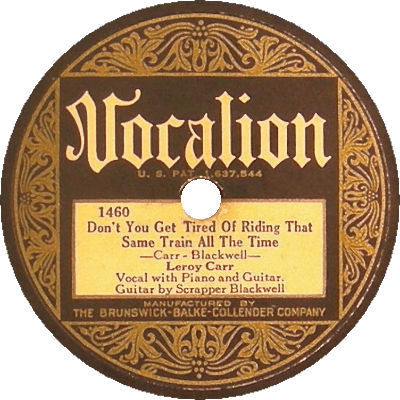 Vocalion
U. S. PAT. 1,637,544
1460
Don't You Get Tired Of Riding That
Same Train All The Time
—Carr - Blackwell—
Leroy Carr
Vocal with Piano and Guitar.
Guitar by Scrapper Blackwell
MANUFACTURED BY
THE BRUNSWICK-BALKE-COLLENDER COMPANY